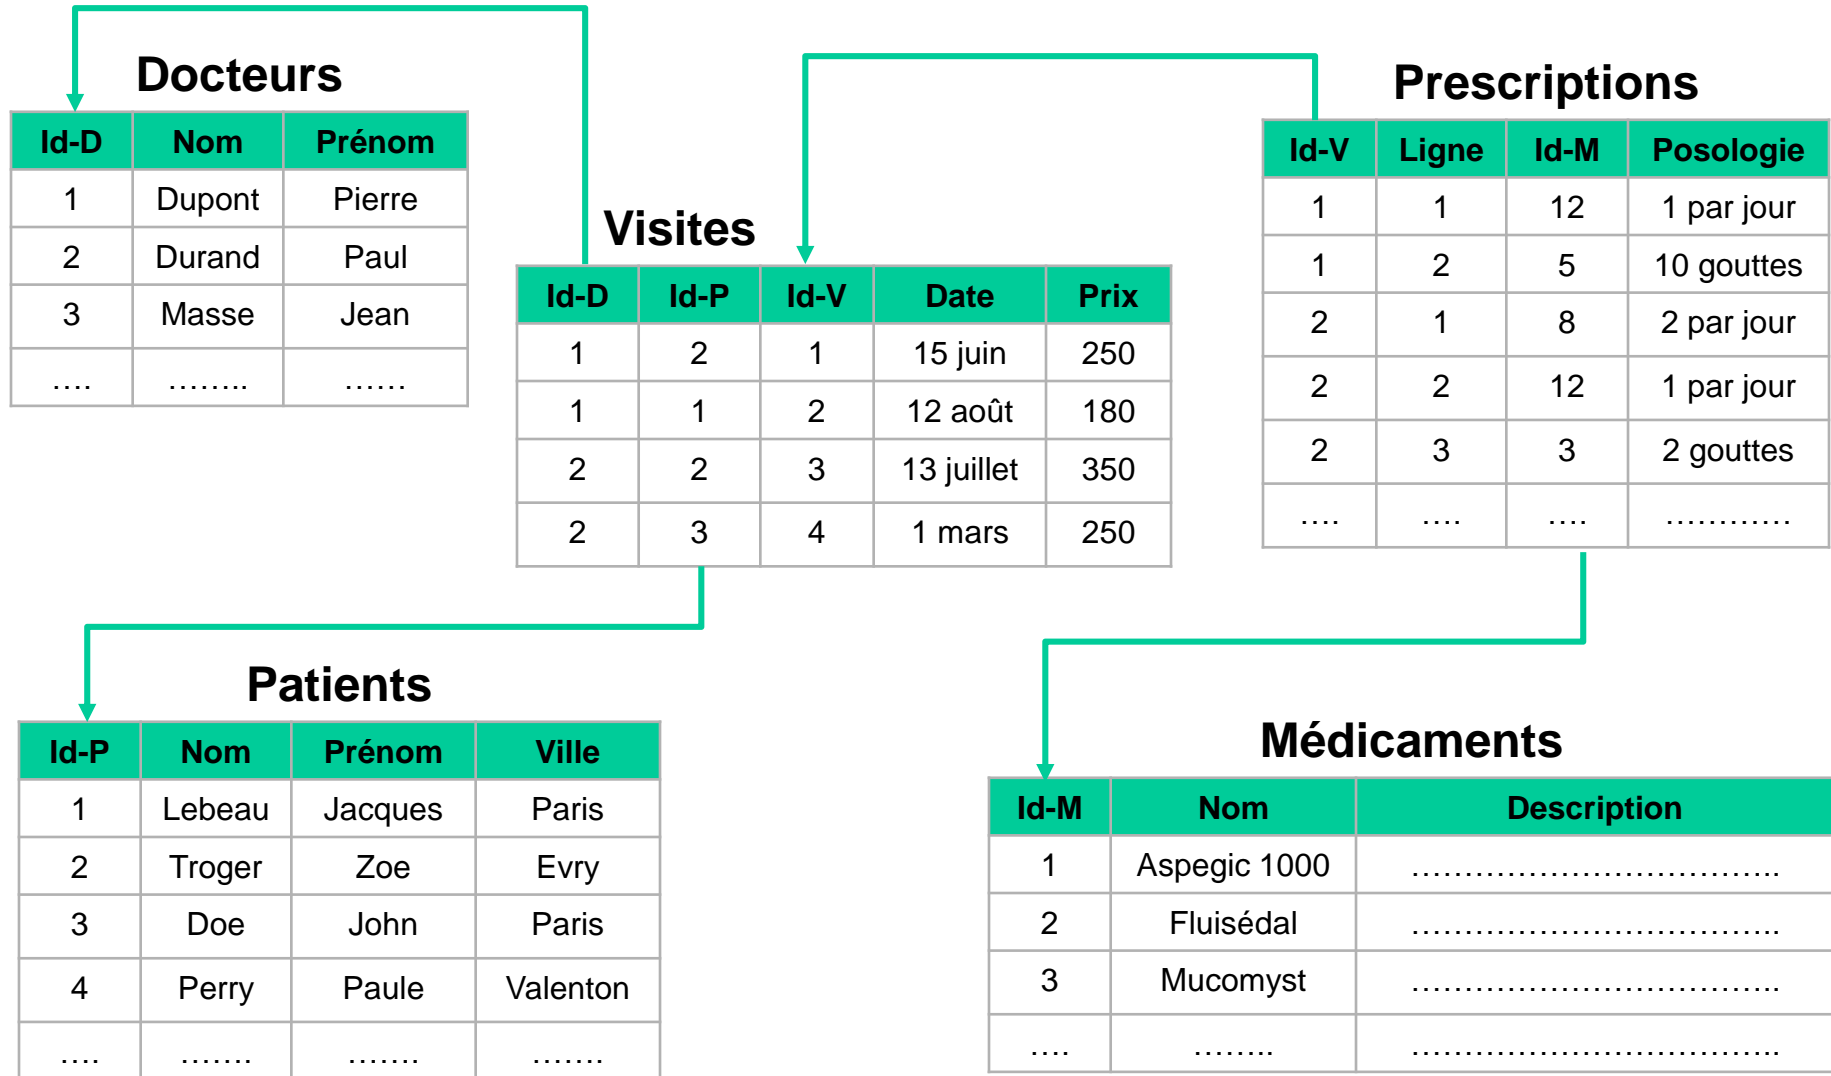 Docteurs
Id-D Nom Prénom
1 Dupont Pierre
2 Durand Paul
3 Masse Jean
…. …….. ……
Visites
Id-D Id-P Id-V Date Prix
1 2 1 15 juin 250
1 1 2 12 août 180
2 2 3 13 juillet 350
2 3 4 1 mars 250
Prescriptions
Id-V Ligne Id-M Posologie
1 1 12 1 par jour
1 2 5 10 gouttes
2 1 8 2 par jour
2 2 12 1 par jour
2 3 3 2 gouttes
…. …. …. …………
Patients
Id-P Nom Prénom Ville
1 Lebeau Jacques Paris
2 Troger Zoe Evry
3 Doe John Paris
4 Perry Paule Valenton
…. ……. ……. …….
Médicaments
Id-M Nom Description
1 Aspegic 1000 ……………………………..
2 Fluisédal ……………………………..
3 Mucomyst ……………………………..
…. …….. ……………………………..